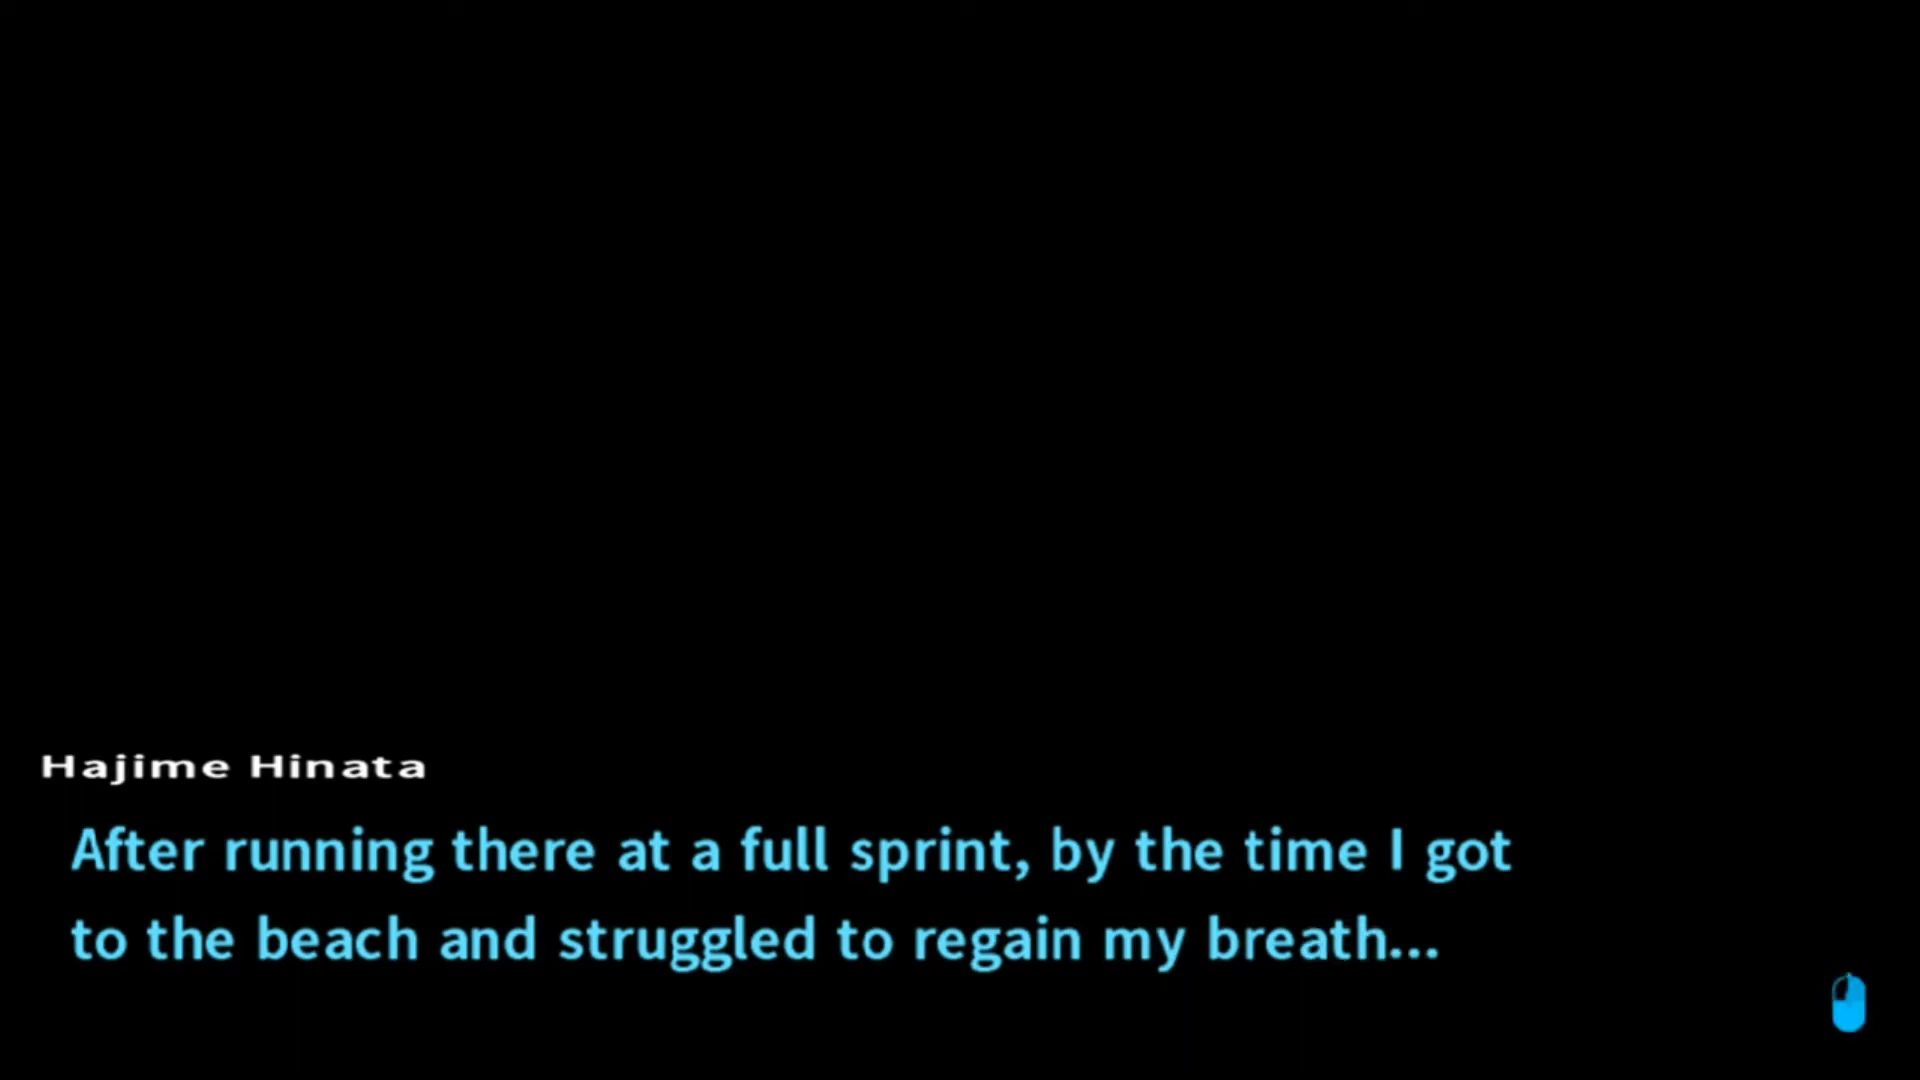 Hajime Hinata
After running there at a full sprint, by the time I got
to the beach and struggled to regain my breath...